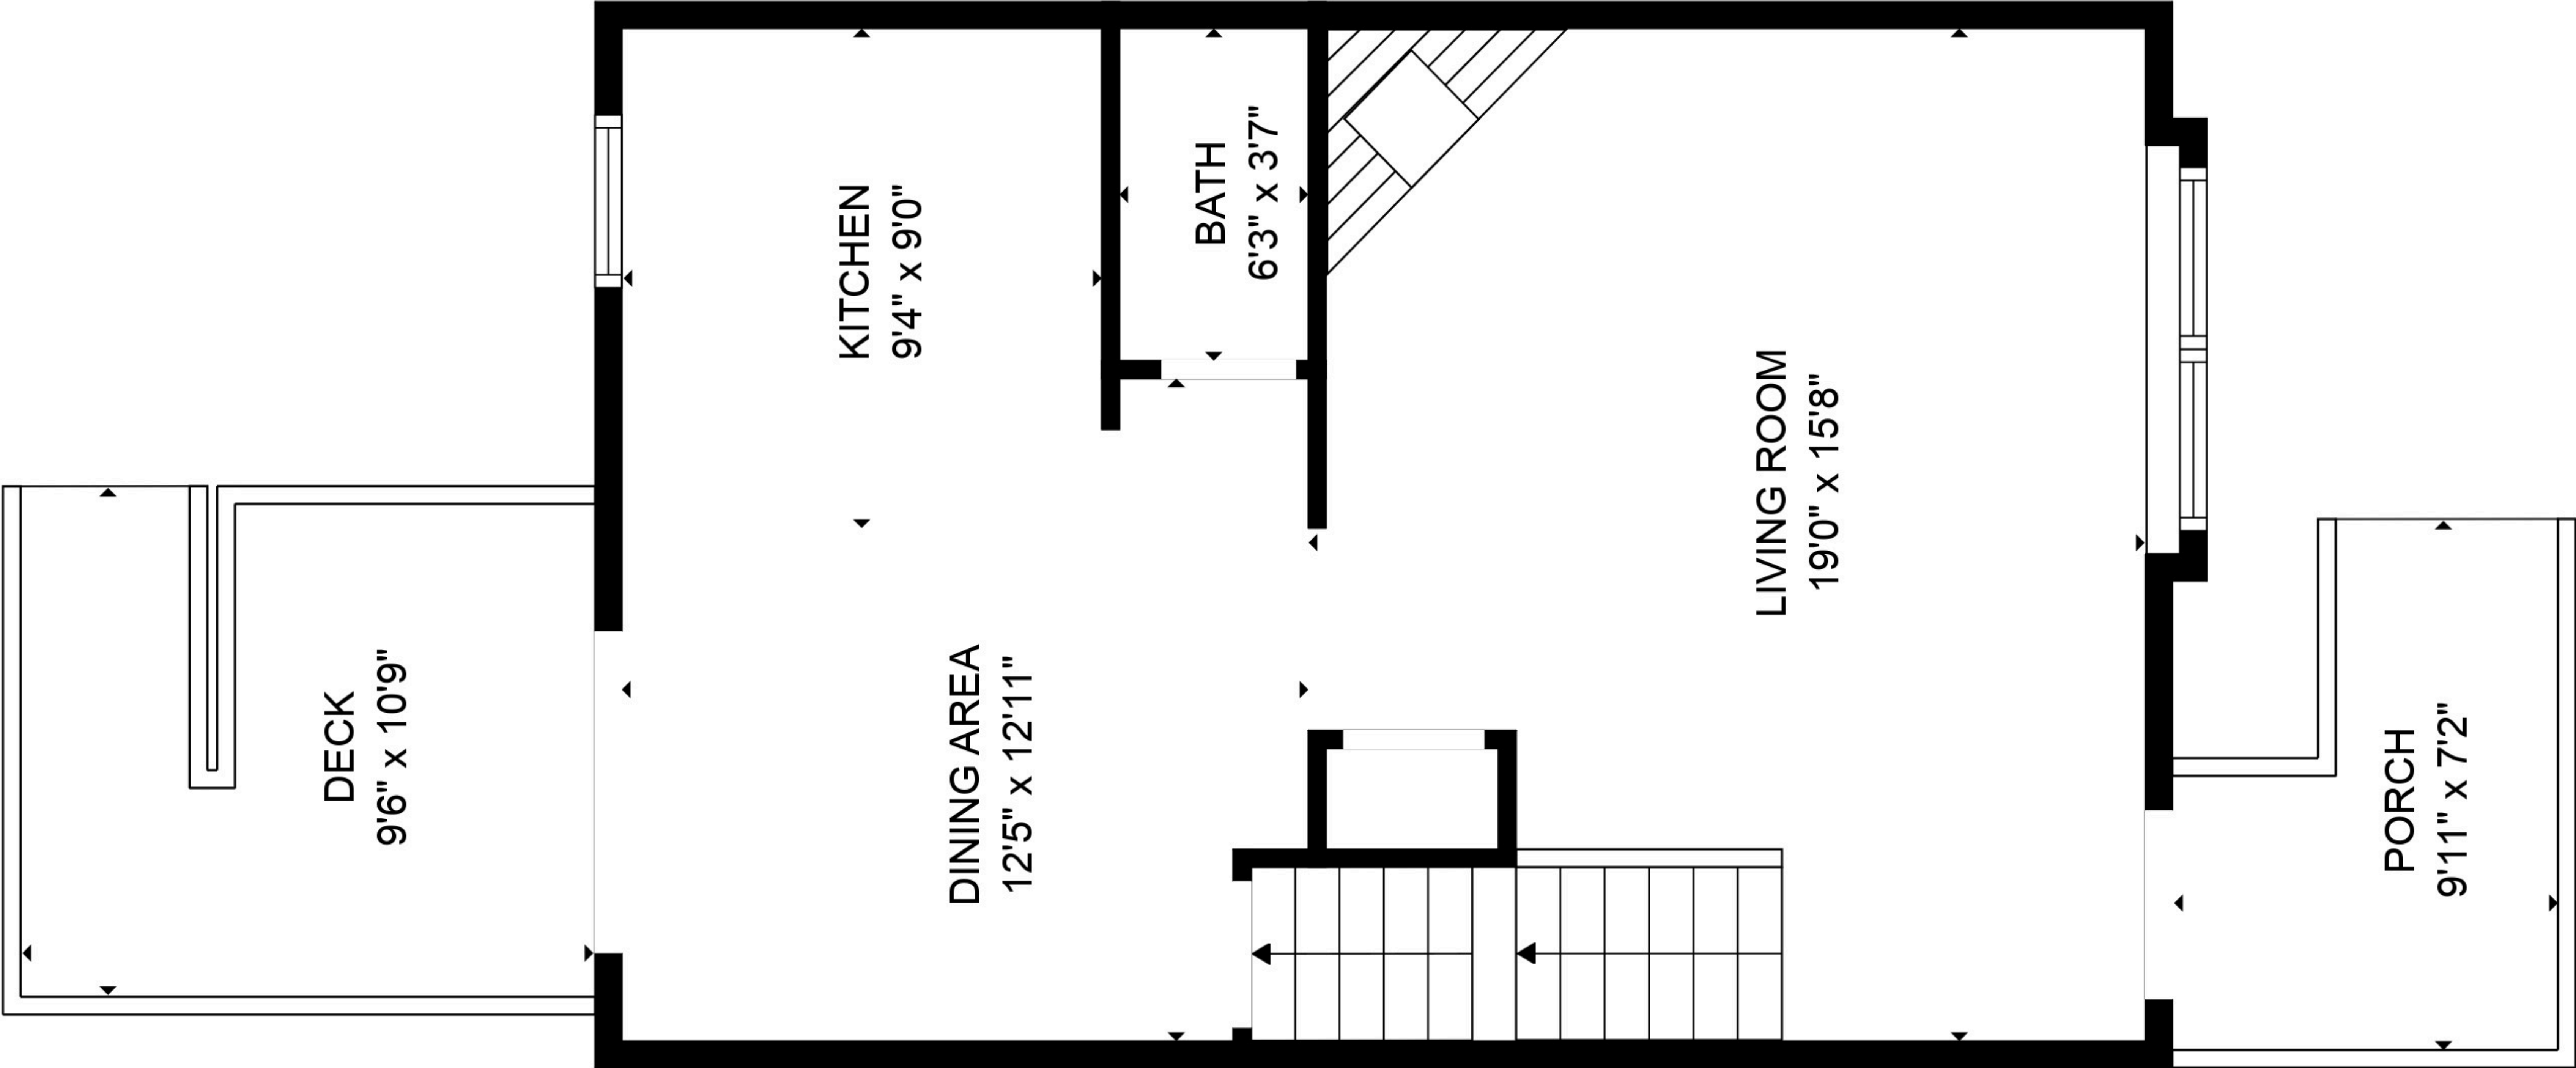 DECK
9'6" x 10'9"
KITCHEN
9'4" x 9'0"
DINING AREA
12'5" x 12'11"
BATH
6'3" x 3'7"
LIVING ROOM
19'0" x 15'8"
PORCH
9'11" x 7'2"